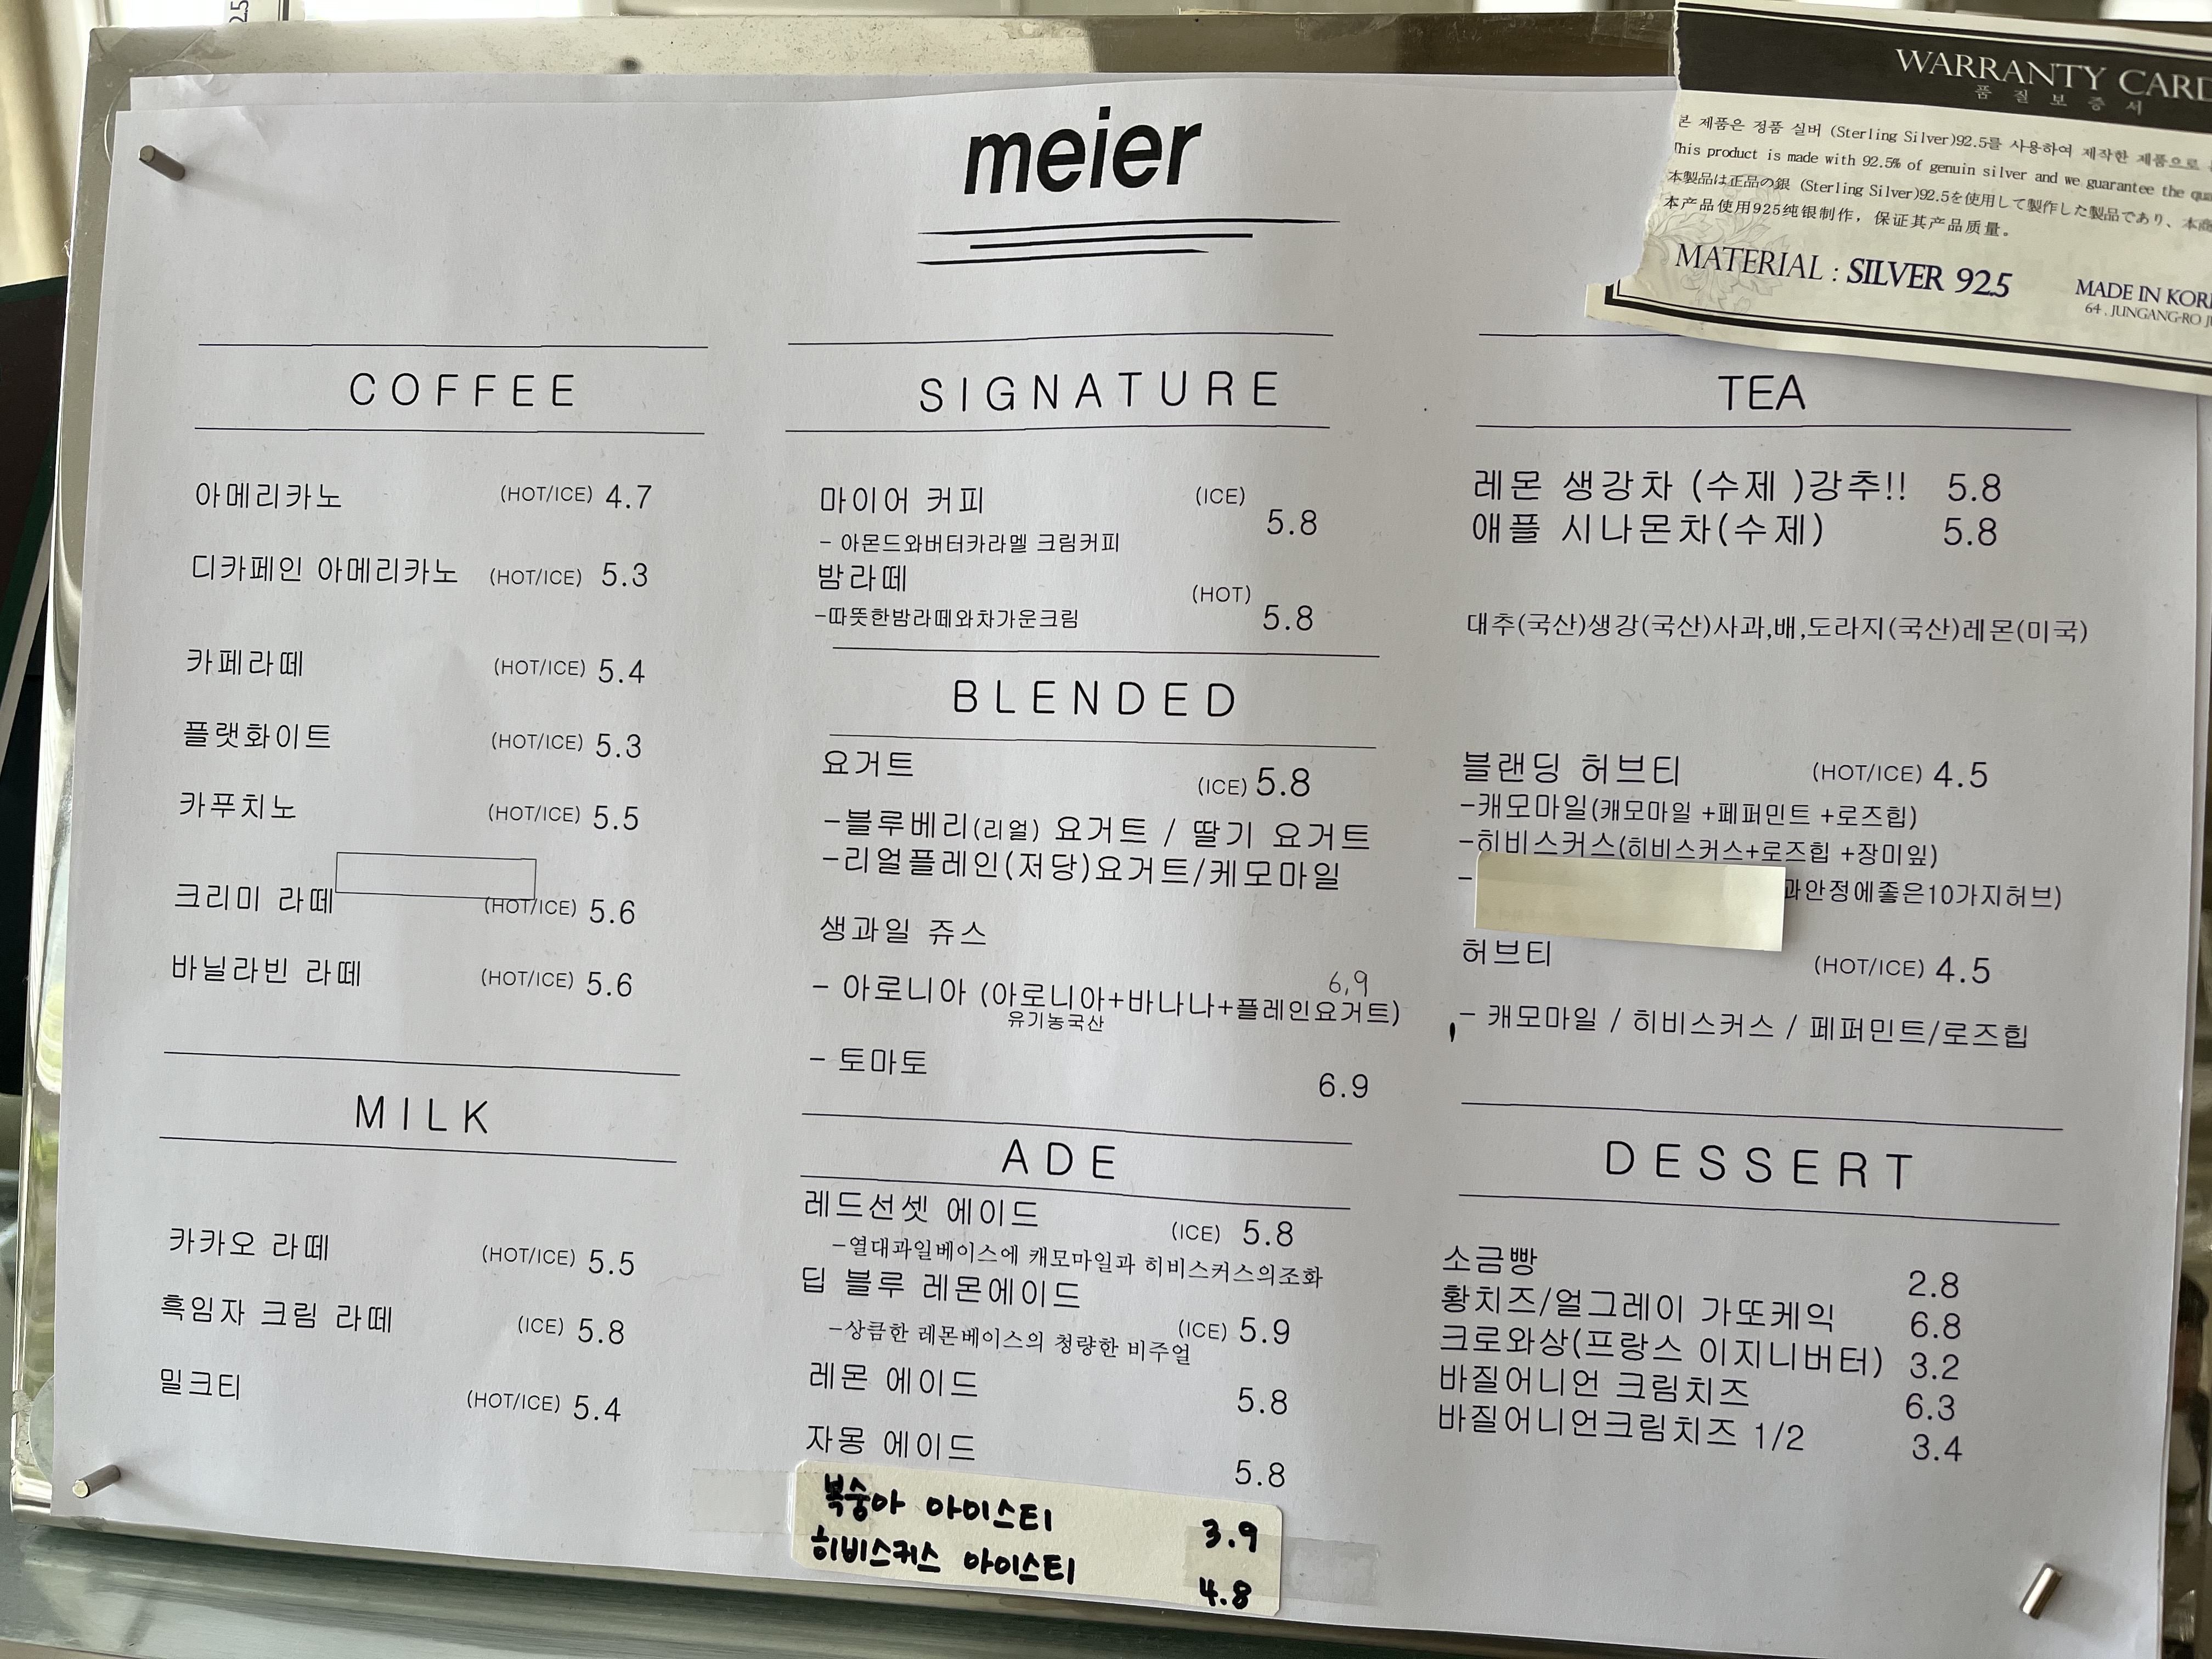 meier
WARRANTY CARD
품 질 보 증 서
본 제품은 정품 실버 (Sterling Silver)92.5를 사용하여 제작한 제품으로
This product is made with 92.5% of genuin silver and we guarantee the
本製品は正品の銀 (Sterling Silver)92.5を使用して製作した製品であり、本商
本产品使用925纯银制作，保证其产品质量。
MATERIAL : SILVER 92.5
MADE IN
64 , JUNGANG-RO
COFFEE
아메리카노 (HOT/ICE) 4.7
디카페인 아메리카노 (HOT/ICE) 5.3
카페라떼 (HOT/ICE) 5.4
플랫화이트 (HOT/ICE) 5.3
카푸치노 (HOT/ICE) 5.5
크리미 라떼 (HOT/ICE) 5.6
바닐라빈 라떼 (HOT/ICE) 5.6
MILK
카카오 라떼 (HOT/ICE) 5.5
흑임자 크림 라떼 (ICE) 5.8
밀크티 (HOT/ICE) 5.4
SIGNATURE
마이어 커피 (ICE) 5.8
- 아몬드와버터카라멜 크림커피
밤라떼 (HOT) 5.8
-따뜻한밤라떼와차가운크림
BLENDED
요거트 (ICE) 5.8
-블루베리(리얼) 요거트 / 딸기 요거트
-리얼플레인(저당)요거트/케모마일
생과일 쥬스
6,9
- 아로니아 (아로니아+바나나+플레인요거트)
유기농국산
- 토마토 6.9
ADE
레드선셋 에이드 (ICE) 5.8
-열대과일베이스에 캐모마일과 히비스커스의조화
딥 블루 레몬에이드 (ICE) 5.9
-상큼한 레몬베이스의 청량한 비주얼
레몬 에이드 5.8
자몽 에이드 5.8
복숭아 아이스티 3.9
히비스커스 아이스티 4.8
TEA
레몬 생강차 (수제 )강추!! 5.8
애플 시나몬차(수제) 5.8
대추(국산)생강(국산)사과,배,도라지(국산)레몬(미국)
블랜딩 허브티 (HOT/ICE) 4.5
-캐모마일(캐모마일 +페퍼민트 +로즈힙)
-히비스커스(히비스커스+로즈힙 +장미잎)
- 과안정에좋은10가지허브)
허브티 (HOT/ICE) 4.5
- 캐모마일 / 히비스커스 / 페퍼민트/로즈힙
DESSERT
소금빵 2.8
황치즈/얼그레이 가또케익 6.8
크로와상(프랑스 이지니버터) 3.2
바질어니언 크림치즈 6.3
바질어니언크림치즈 1/2 3.4